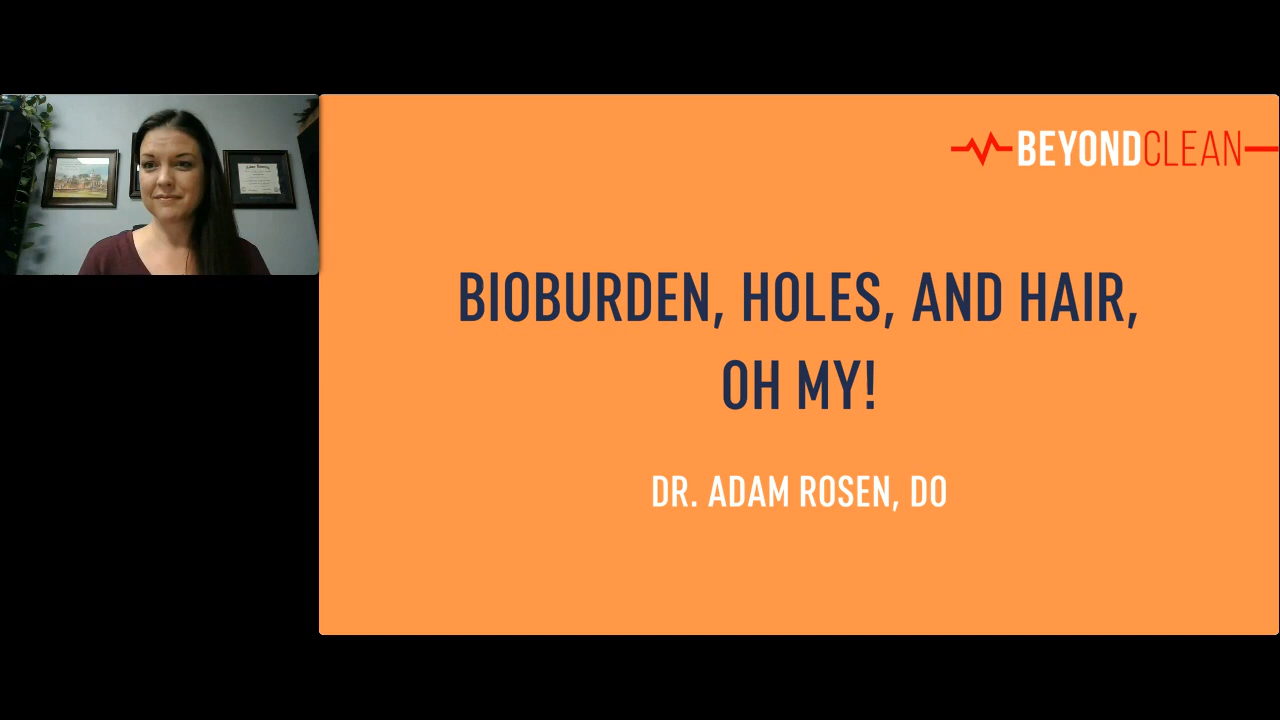 BEYONDCLEAN
BIOBURDEN, HOLES, AND HAIR,
OH MY!
DR. ADAM ROSEN, DO